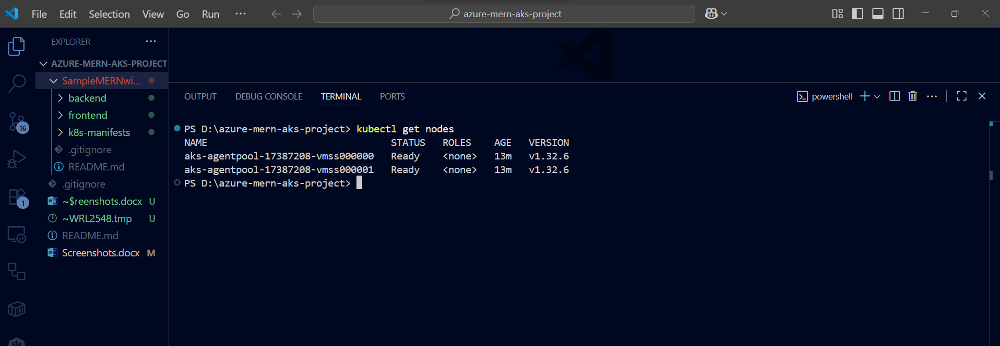 File Edit Selection View Go Run ···
azure-mern-aks-project
EXPLORER ···
AZURE-MERN-AKS-PROJECT
SampleMERNwi...
backend
frontend
k8s-manifests
.gitignore
README.md
.gitignore
~$reenshots.docx U
~WRL2548.tmp U
README.md
Screenshots.docx M
16
1
OUTPUT DEBUG CONSOLE TERMINAL PORTS
powershell
PS D:\azure-mern-aks-project> kubectl get nodes
NAME STATUS ROLES AGE VERSION
aks-agentpool-17387208-vmss000000 Ready <none> 13m v1.32.6
aks-agentpool-17387208-vmss000001 Ready <none> 13m v1.32.6
PS D:\azure-mern-aks-project>